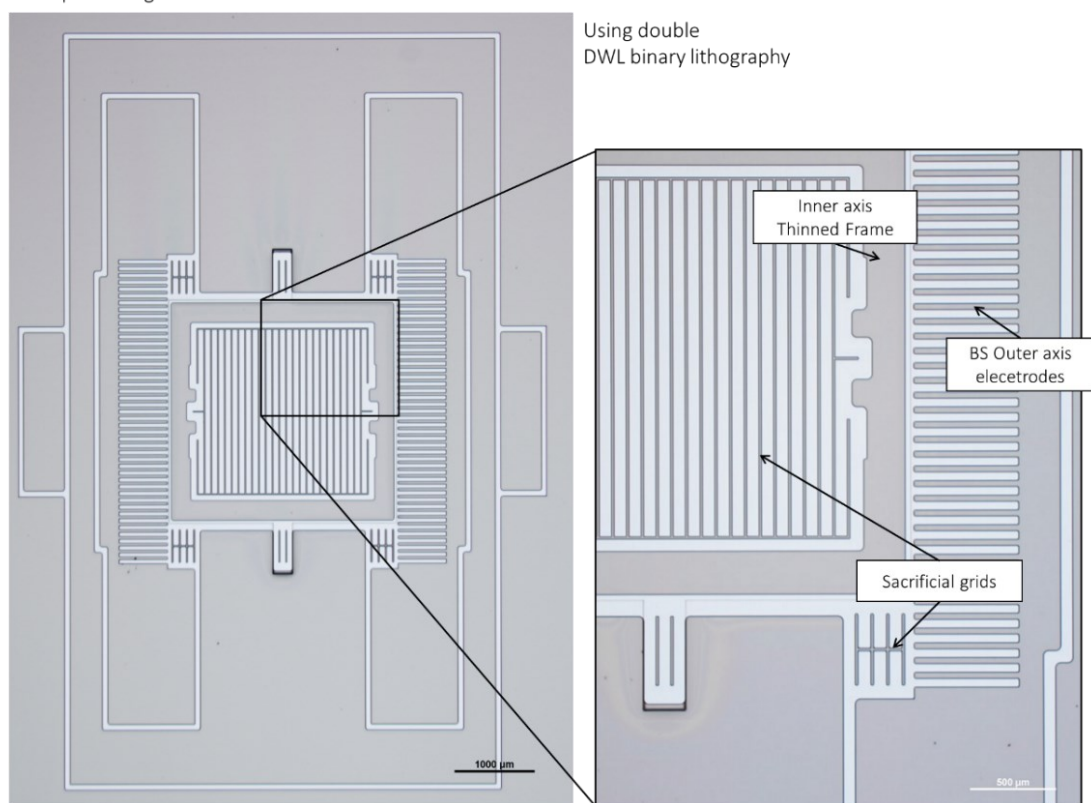 Using double
DWL binary lithography
Inner axis
Thinned Frame
BS Outer axis
elecetrodes
Sacrificial grids
1000 µm
500 µm